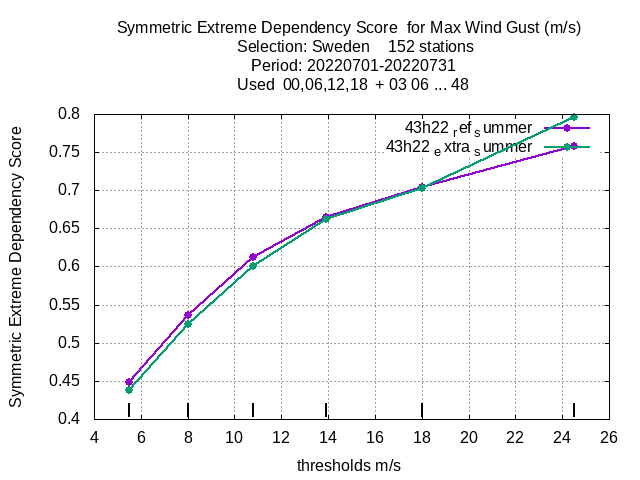 Symmetric Extreme Dependency Score for Max Wind Gust (m/s)
Selection: Sweden 152 stations
Period: 20220701-20220731
Used 00,06,12,18 + 03 06 ... 48
Symmetric Extreme Dependency Score
0.8
0.75
0.7
0.65
0.6
0.55
0.5
0.45
0.4
43h22 ref summer
43h22 extra summer
4 6 8 10 12 14 16 18 20 22 24 26
thresholds m/s